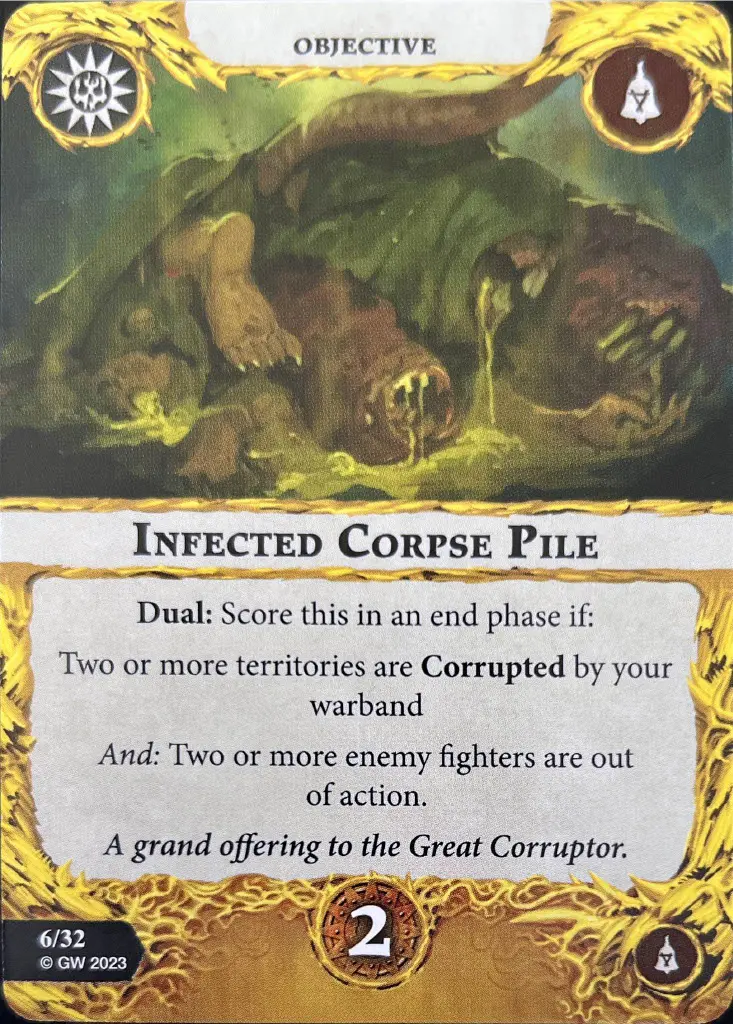 OBJECTIVE
INFECTED CORPSE PILE
Dual: Score this in an end phase if:
Two or more territories are Corrupted by your
warband
And: Two or more enemy fighters are out
of action.
A grand offering to the Great Corruptor.
6/32
© GW 2023
2